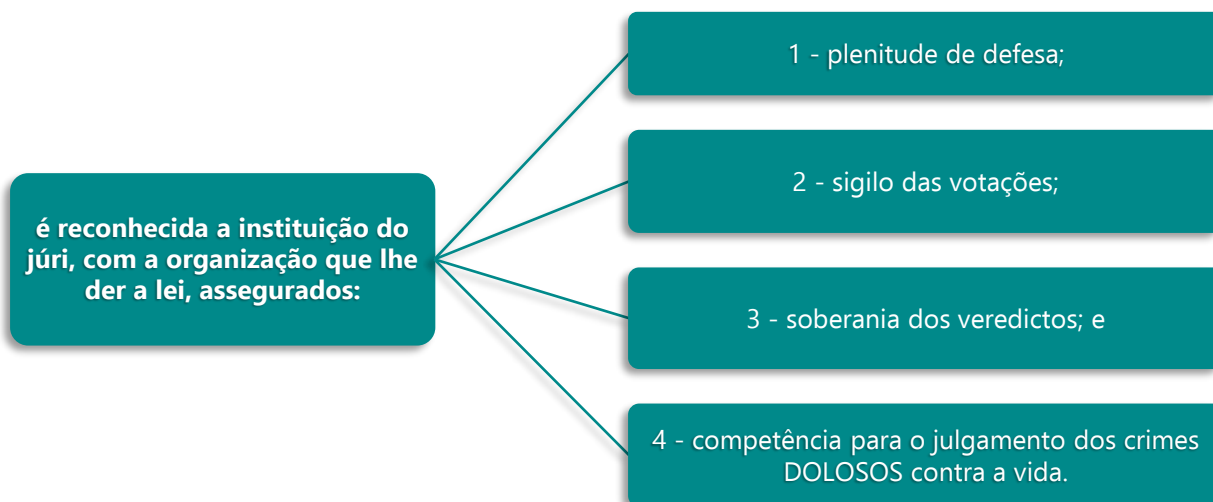 é reconhecida a instituição do
júri, com a organização que lhe
der a lei, assegurados:
1 - plenitude de defesa;
2 - sigilo das votações;
3 - soberania dos veredictos; e
4 - competência para o julgamento dos crimes
DOLOSOS contra a vida.